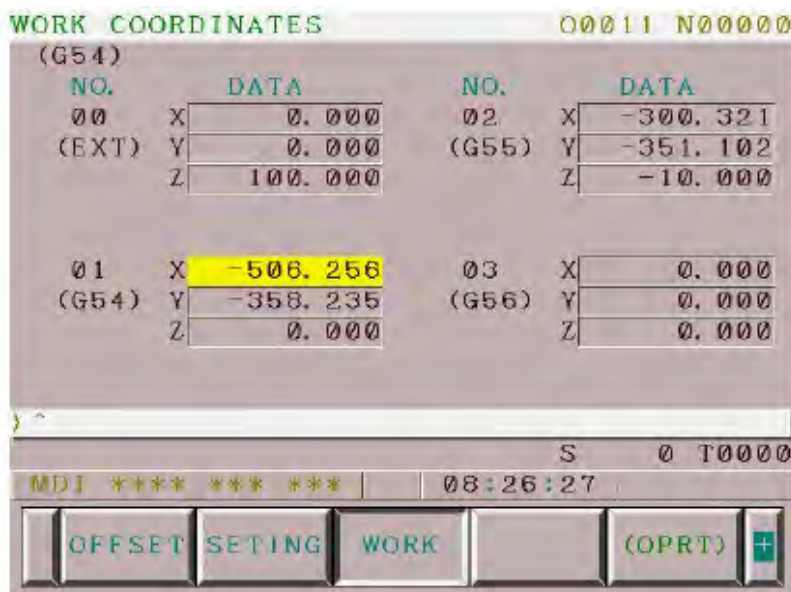 WORK COORDINATES O0011 N00000
(G54)
NO. DATA NO. DATA
00 X 0.000 02 X -300.321
(EXT) Y 0.000 (G55) Y -351.102
Z 100.000 Z -10.000
01 X -506.256 03 X 0.000
(G54) Y -358.235 (G56) Y 0.000
Z 0.000 Z 0.000
) ^
S 0 T0000
MDI **** *** *** 08:26:27
OFFSET SETING WORK (OPRT) +